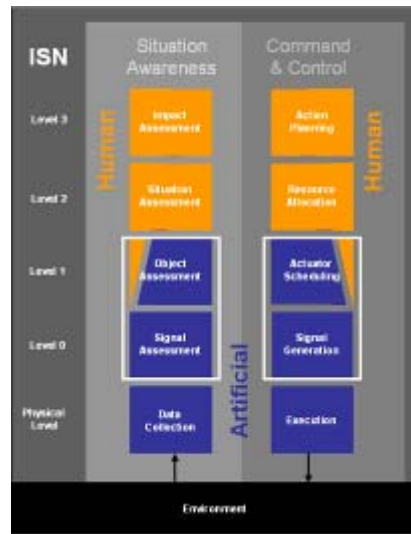 ISN
Situation
Awareness
Command
& Control
Level 3
Impact
Assessment
Action
Planning
Human
Human
Level 2
Situation
Assessment
Resource
Allocation
Level 1
Object
Assessment
Actuator
Scheduling
Level 0
Signal
Assessment
Signal
Generation
Artificial
Physical
Level
Data
Collection
Execution
Environment